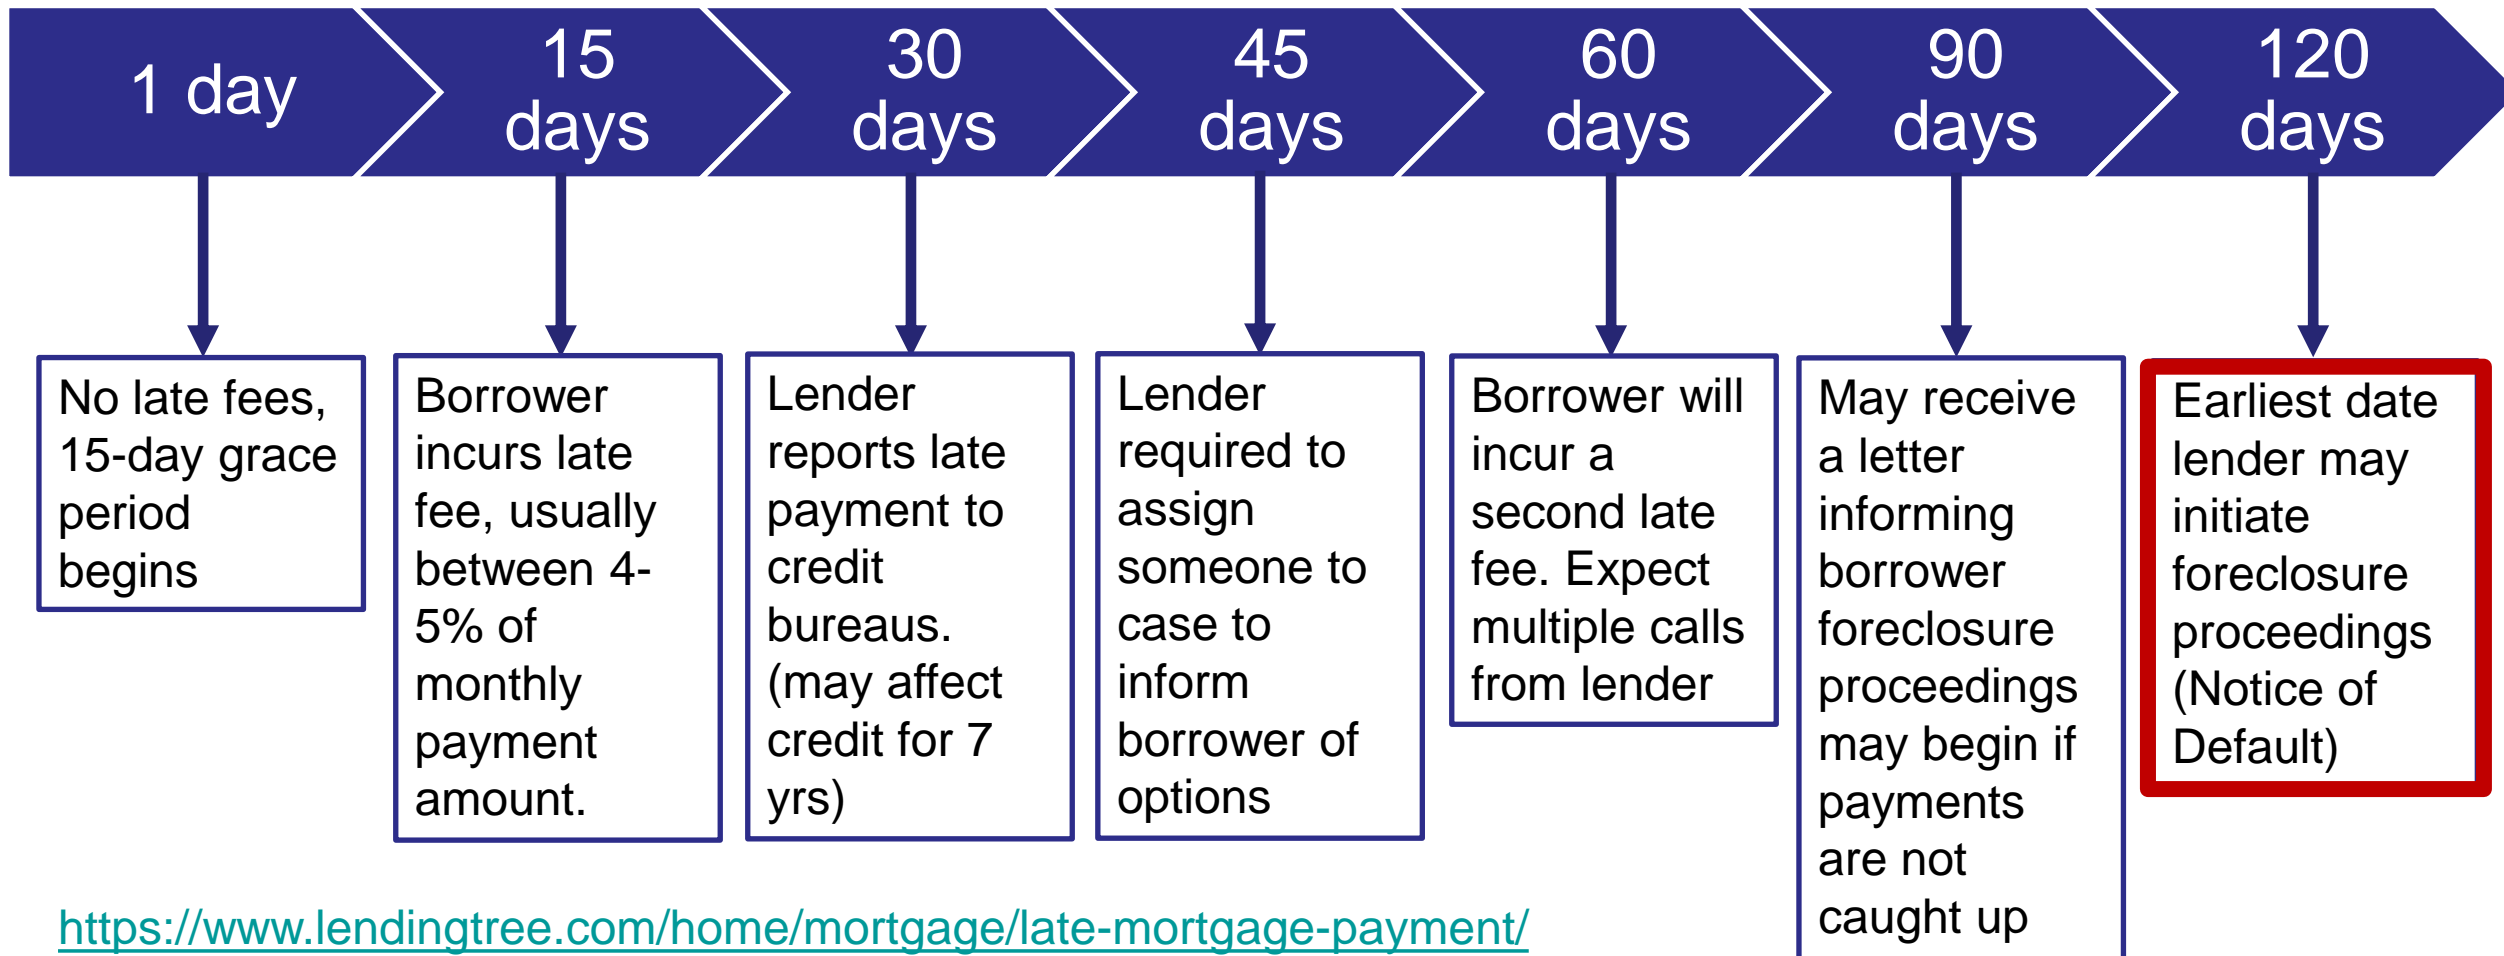 1 day
15
days
30
days
45
days
60
days
90
days
120
days
No late fees,
15-day grace
period
begins
Borrower
incurs late
fee, usually
between 4-
5% of
monthly
payment
amount.
Lender
reports late
payment to
credit
bureaus.
(may affect
credit for 7
yrs)
Lender
required to
assign
someone to
case to
inform
borrower of
options
Borrower will
incur a
second late
fee. Expect
multiple calls
from lender
May receive
a letter
informing
borrower
foreclosure
proceedings
may begin if
payments
are not
caught up
Earliest date
lender may
initiate
foreclosure
proceedings
(Notice of
Default)
https://www.lendingtree.com/home/mortgage/late-mortgage-payment/